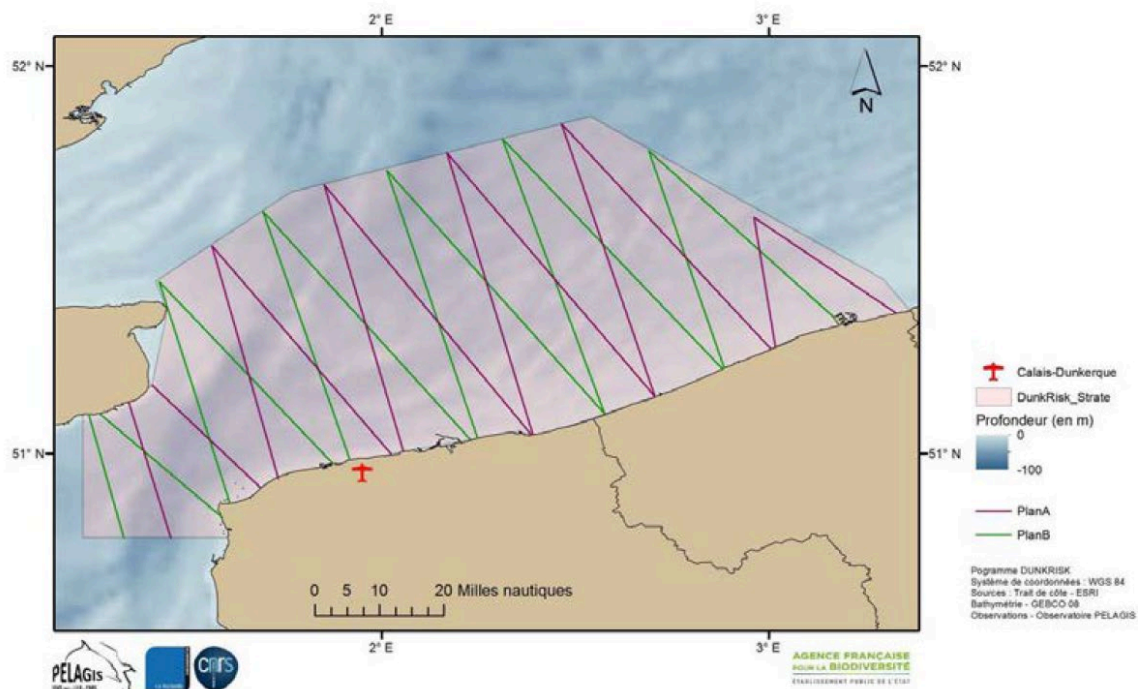 2° E
3° E
52° N
52° N
N
51° N
51° N
Calais-Dunkerque
DunkRisk_Strate
Profondeur (en m)
0
-100
PlanA
PlanB
0 5 10 20 Milles nautiques
Pogramme DUNKRISK
Système de coordonnées : WGS 84
Sources : Trait de côte - ESRI
Bathymétrie - GEBCO 08
Observations - Observatoire PELAGIS
2° E
3° E
PELAGIS
cnrs
AGENCE FRANÇAISE
POUR LA BIODIVERSITÉ
ÉTABLISSEMENT PUBLIC DE L'ÉTAT